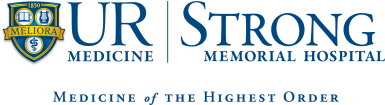 1850
MELIORA
UR
MEDICINE
STRONG
MEMORIAL HOSPITAL
MEDICINE of THE HIGHEST ORDER